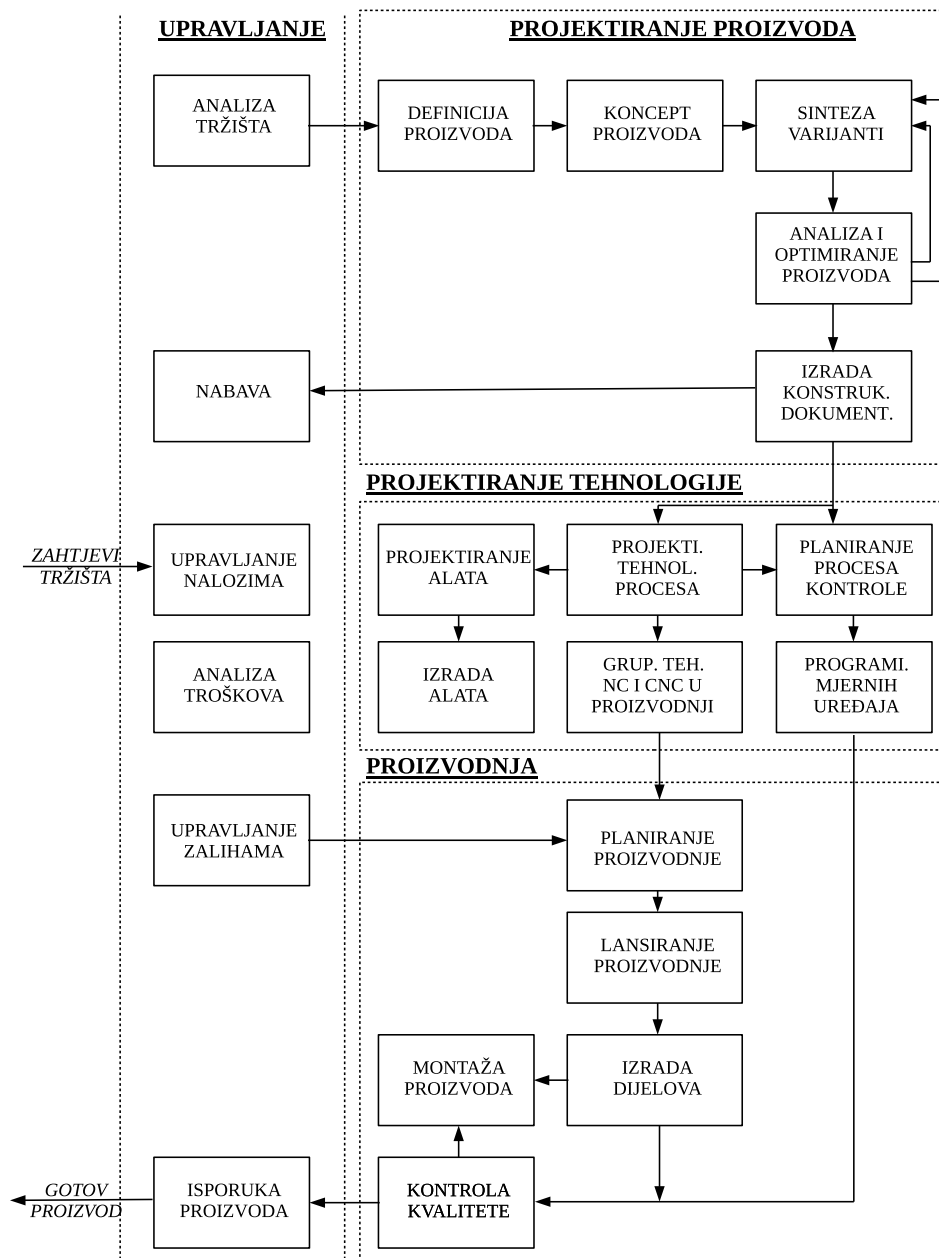 UPRAVLJANJE
PROJEKTIRANJE PROIZVODA
ANALIZA
TRŽIŠTA
DEFINICIJA
PROIZVODA
KONCEPT
PROIZVODA
SINTEZA
VARIJANTI
ANALIZA I
OPTIMIRANJE
PROIZVODA
NABAVA
IZRADA
KONSTRUK.
DOKUMENT.
PROJEKTIRANJE TEHNOLOGIJE
ZAHTJEVI
TRŽIŠTA
UPRAVLJANJE
NALOZIMA
PROJEKTIRANJE
ALATA
PROJEKTI.
TEHNOL.
PROCESA
PLANIRANJE
PROCESA
KONTROLE
ANALIZA
TROŠKOVA
IZRADA
ALATA
GRUP. TEH.
NC I CNC U
PROIZVODNJI
PROGRAMI.
MJERNIH
UREĐAJA
PROIZVODNJA
UPRAVLJANJE
ZALIHAMA
PLANIRANJE
PROIZVODNJE
LANSIRANJE
PROIZVODNJE
MONTAŽA
PROIZVODA
IZRADA
DIJELOVA
GOTOV
PROIZVOD
ISPORUKA
PROIZVODA
KONTROLA
KVALITETE